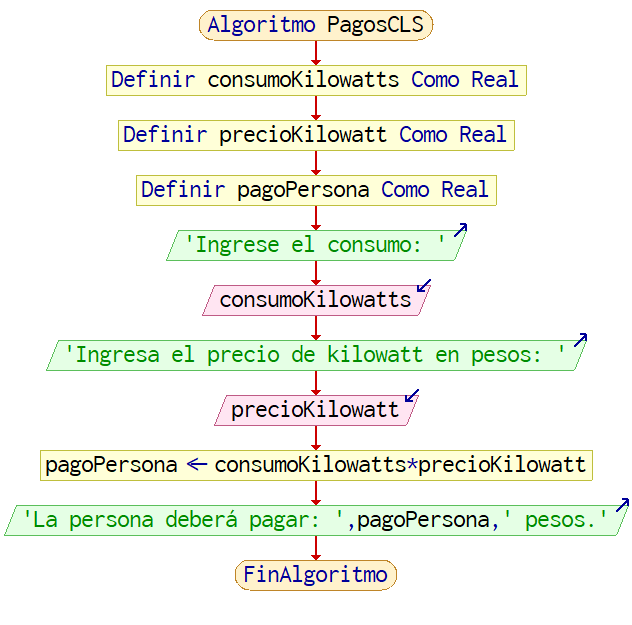 Algoritmo PagosCLS
Definir consumoKilowatts Como Real
Definir precioKilowatt Como Real
Definir pagoPersona Como Real
'Ingrese el consumo: '
consumoKilowatts
'Ingresa el precio de kilowatt en pesos: '
precioKilowatt
pagoPersona ← consumoKilowatts*precioKilowatt
'La persona deberá pagar: ',pagoPersona,' pesos.'
FinAlgoritmo